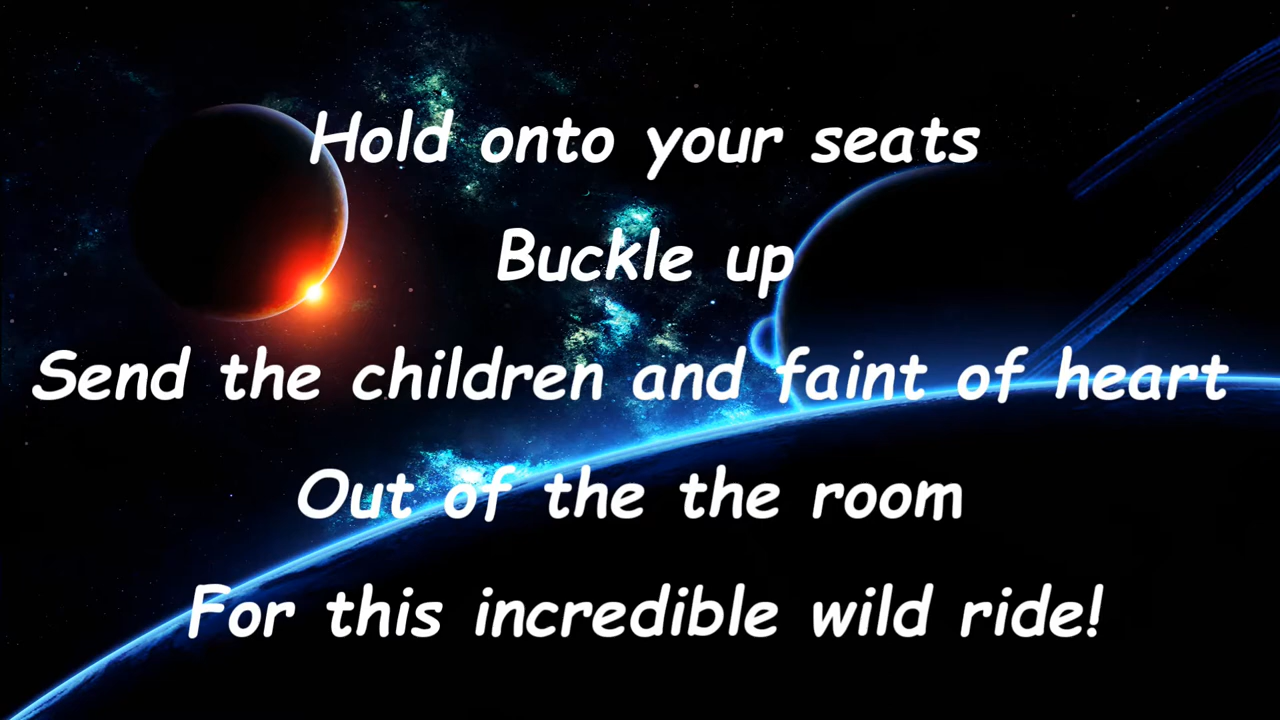 Hold onto your seats
Buckle up
Send the children and faint of heart
Out of the the room
For this incredible wild ride!